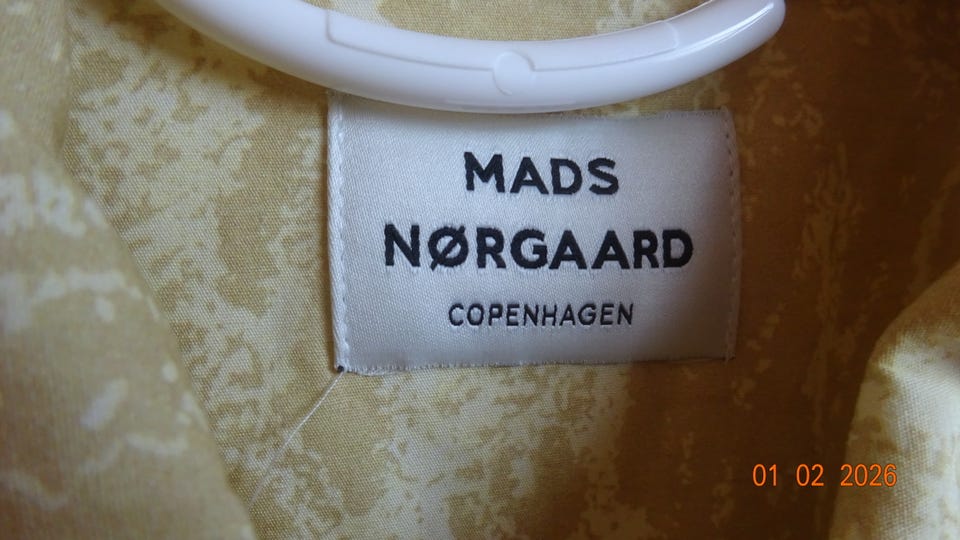 MADS
NØRGAARD
COPENHAGEN
01 02 2026